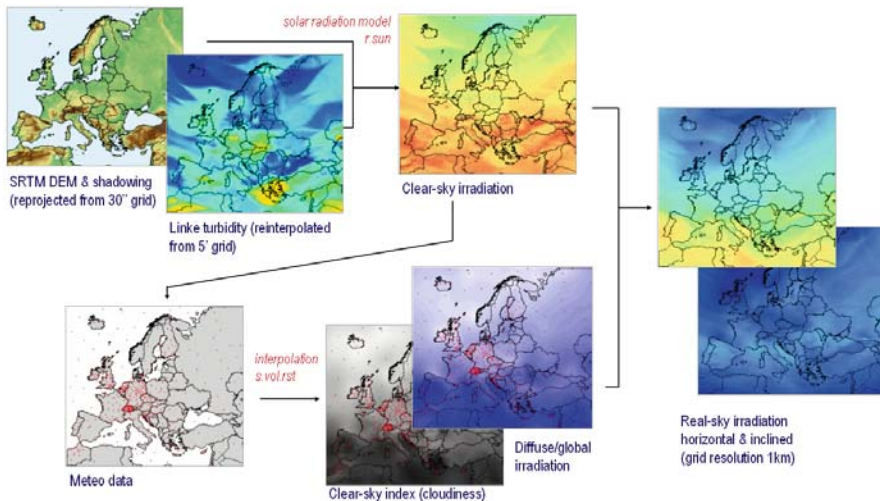 solar radiation model
r.sun
SRTM DEM & shadowing
(reprojected from 30" grid)
Linke turbidity (reinterpolated
from 5' grid)
Clear-sky irradiation
interpolation
s.vol.rst
Meteo data
Clear-sky index (cloudiness)
Diffuse/global
irradiation
Real-sky irradiation
horizontal & inclined
(grid resolution 1km)